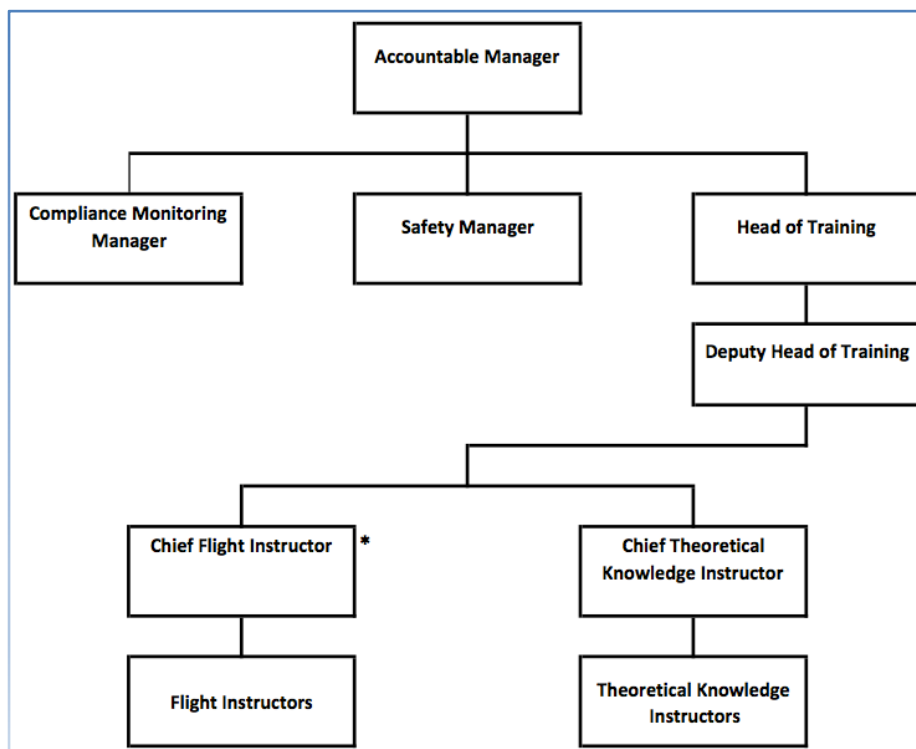 Accountable Manager
Compliance Monitoring
Manager
Safety Manager
Head of Training
Deputy Head of Training
Chief Flight Instructor *
Chief Theoretical
Knowledge Instructor
Flight Instructors
Theoretical Knowledge
Instructors